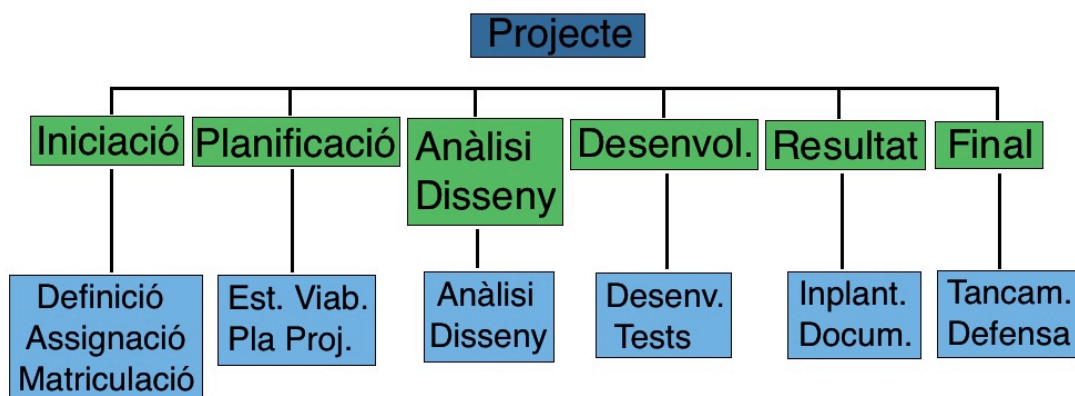 Projecte
Iniciació
Planificació
Anàlisi
Disseny
Desenvol.
Resultat
Final
Definició
Assignació
Matriculació
Est. Viab.
Pla Proj.
Anàlisi
Disseny
Desenv.
Tests
Inplant.
Docum.
Tancam.
Defensa